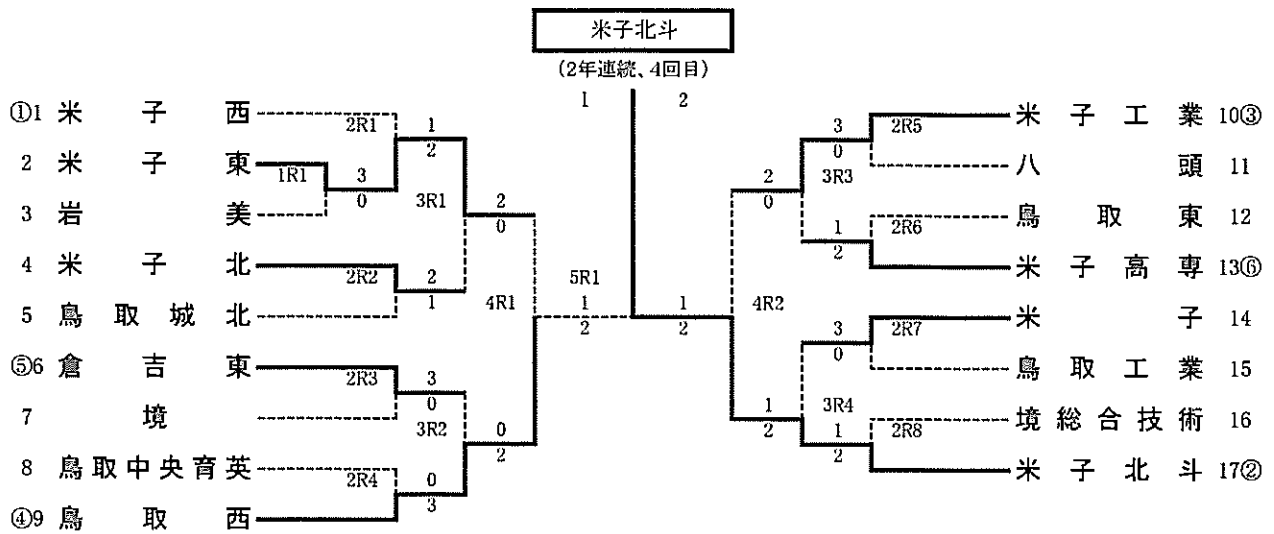 米子北斗
(2年連続、4回目)
1 2
①1 米子西
2 米子東
3 岩美
4 米子北
5 鳥取城北
⑤6 倉吉東
7 境
8 鳥取中央育英
④9 鳥取西
2R1
1R1
2R2
2R3
2R4
3
0
1
2
2
1
3
0
0
3
3R1
3R2
2
0
0
2
4R1
5R1
1
2
1
2
4R2
2
0
1
2
3R3
3R4
3
0
1
2
3
0
1
2
2R5
2R6
2R7
2R8
米子工業 10③
八頭 11
鳥取東 12
米子高専 13⑥
米子 14
鳥取工業 15
境総合技術 16
米子北斗 17②